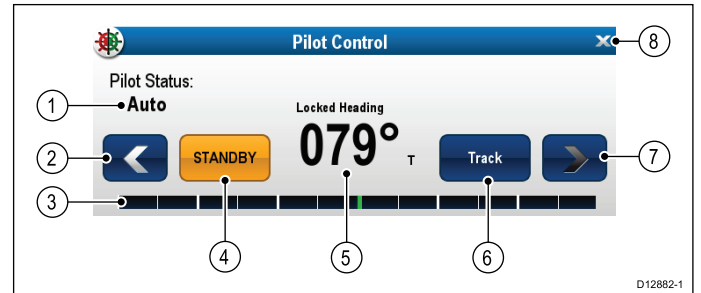 Pilot Control
8
Pilot Status:
1
Auto
Locked Heading
2
STANDBY
079° T
Track
7
3
4
5
6
D12882-1